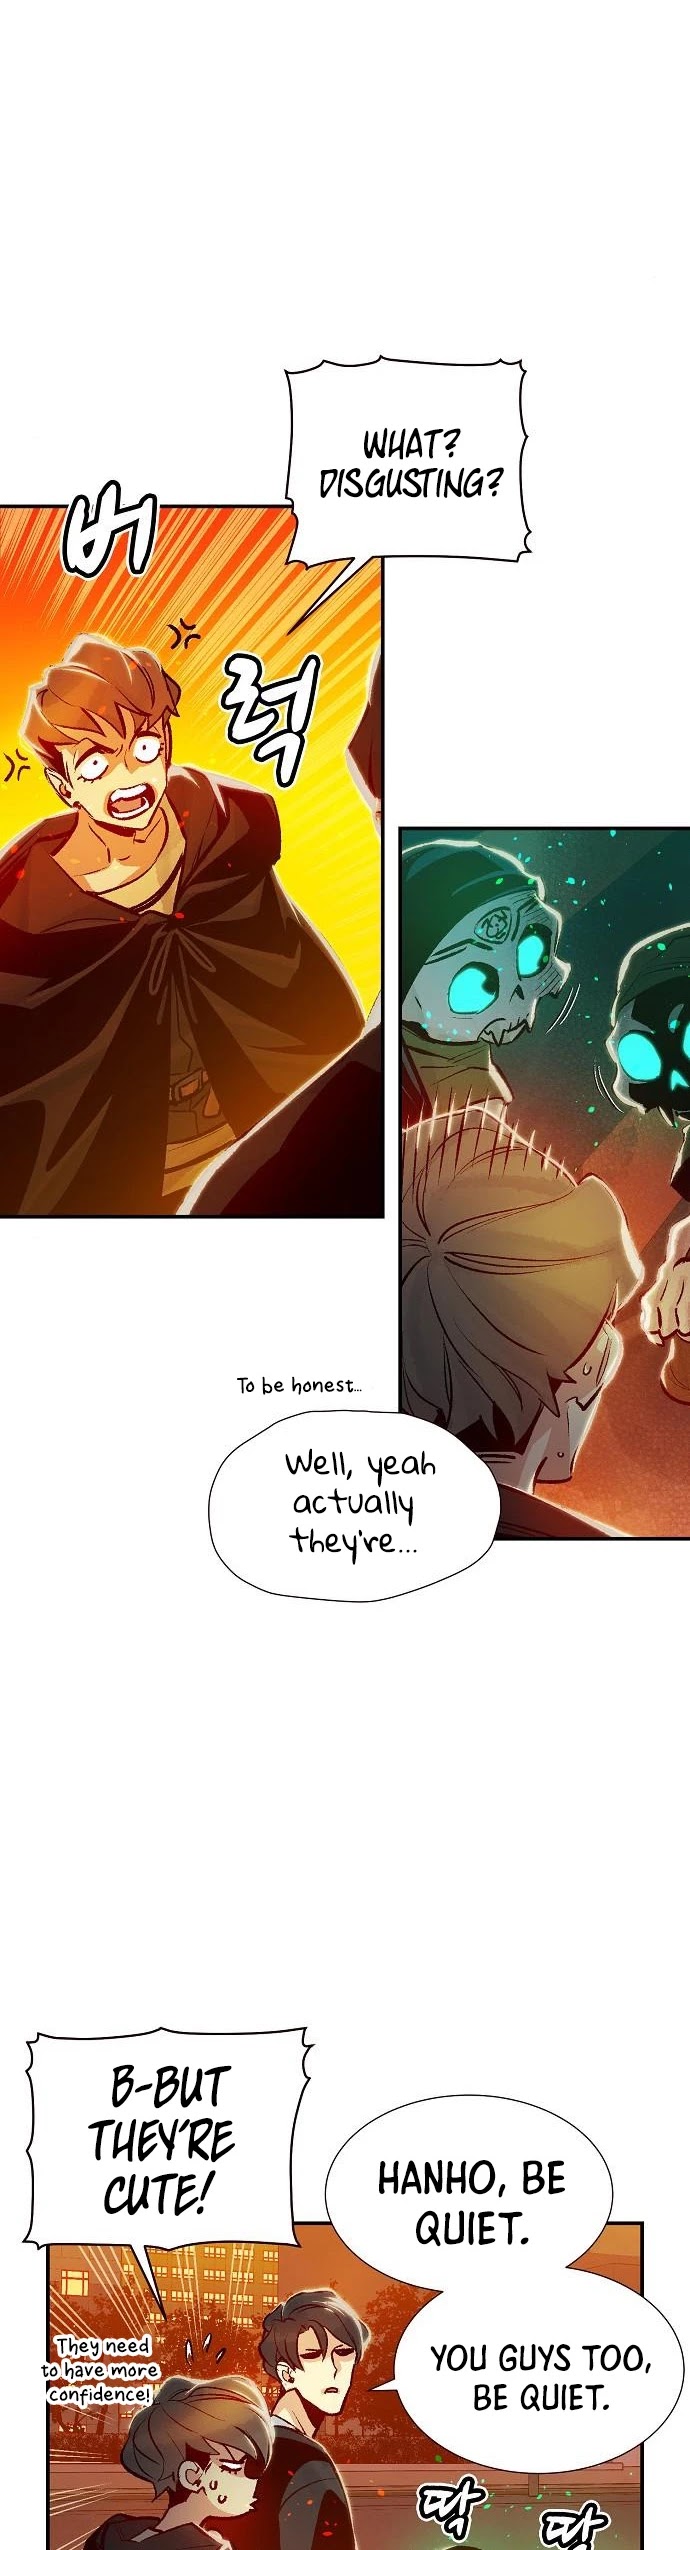 WHAT?
DISGUSTING?
버
럭
To be honest...
Well, yeah
actually
they're...
B-BUT
THEY'RE
CUTE!
HANHO, BE
QUIET.
They need
to have more
confidence!
YOU GUYS TOO,
BE QUIET.
딱
딱